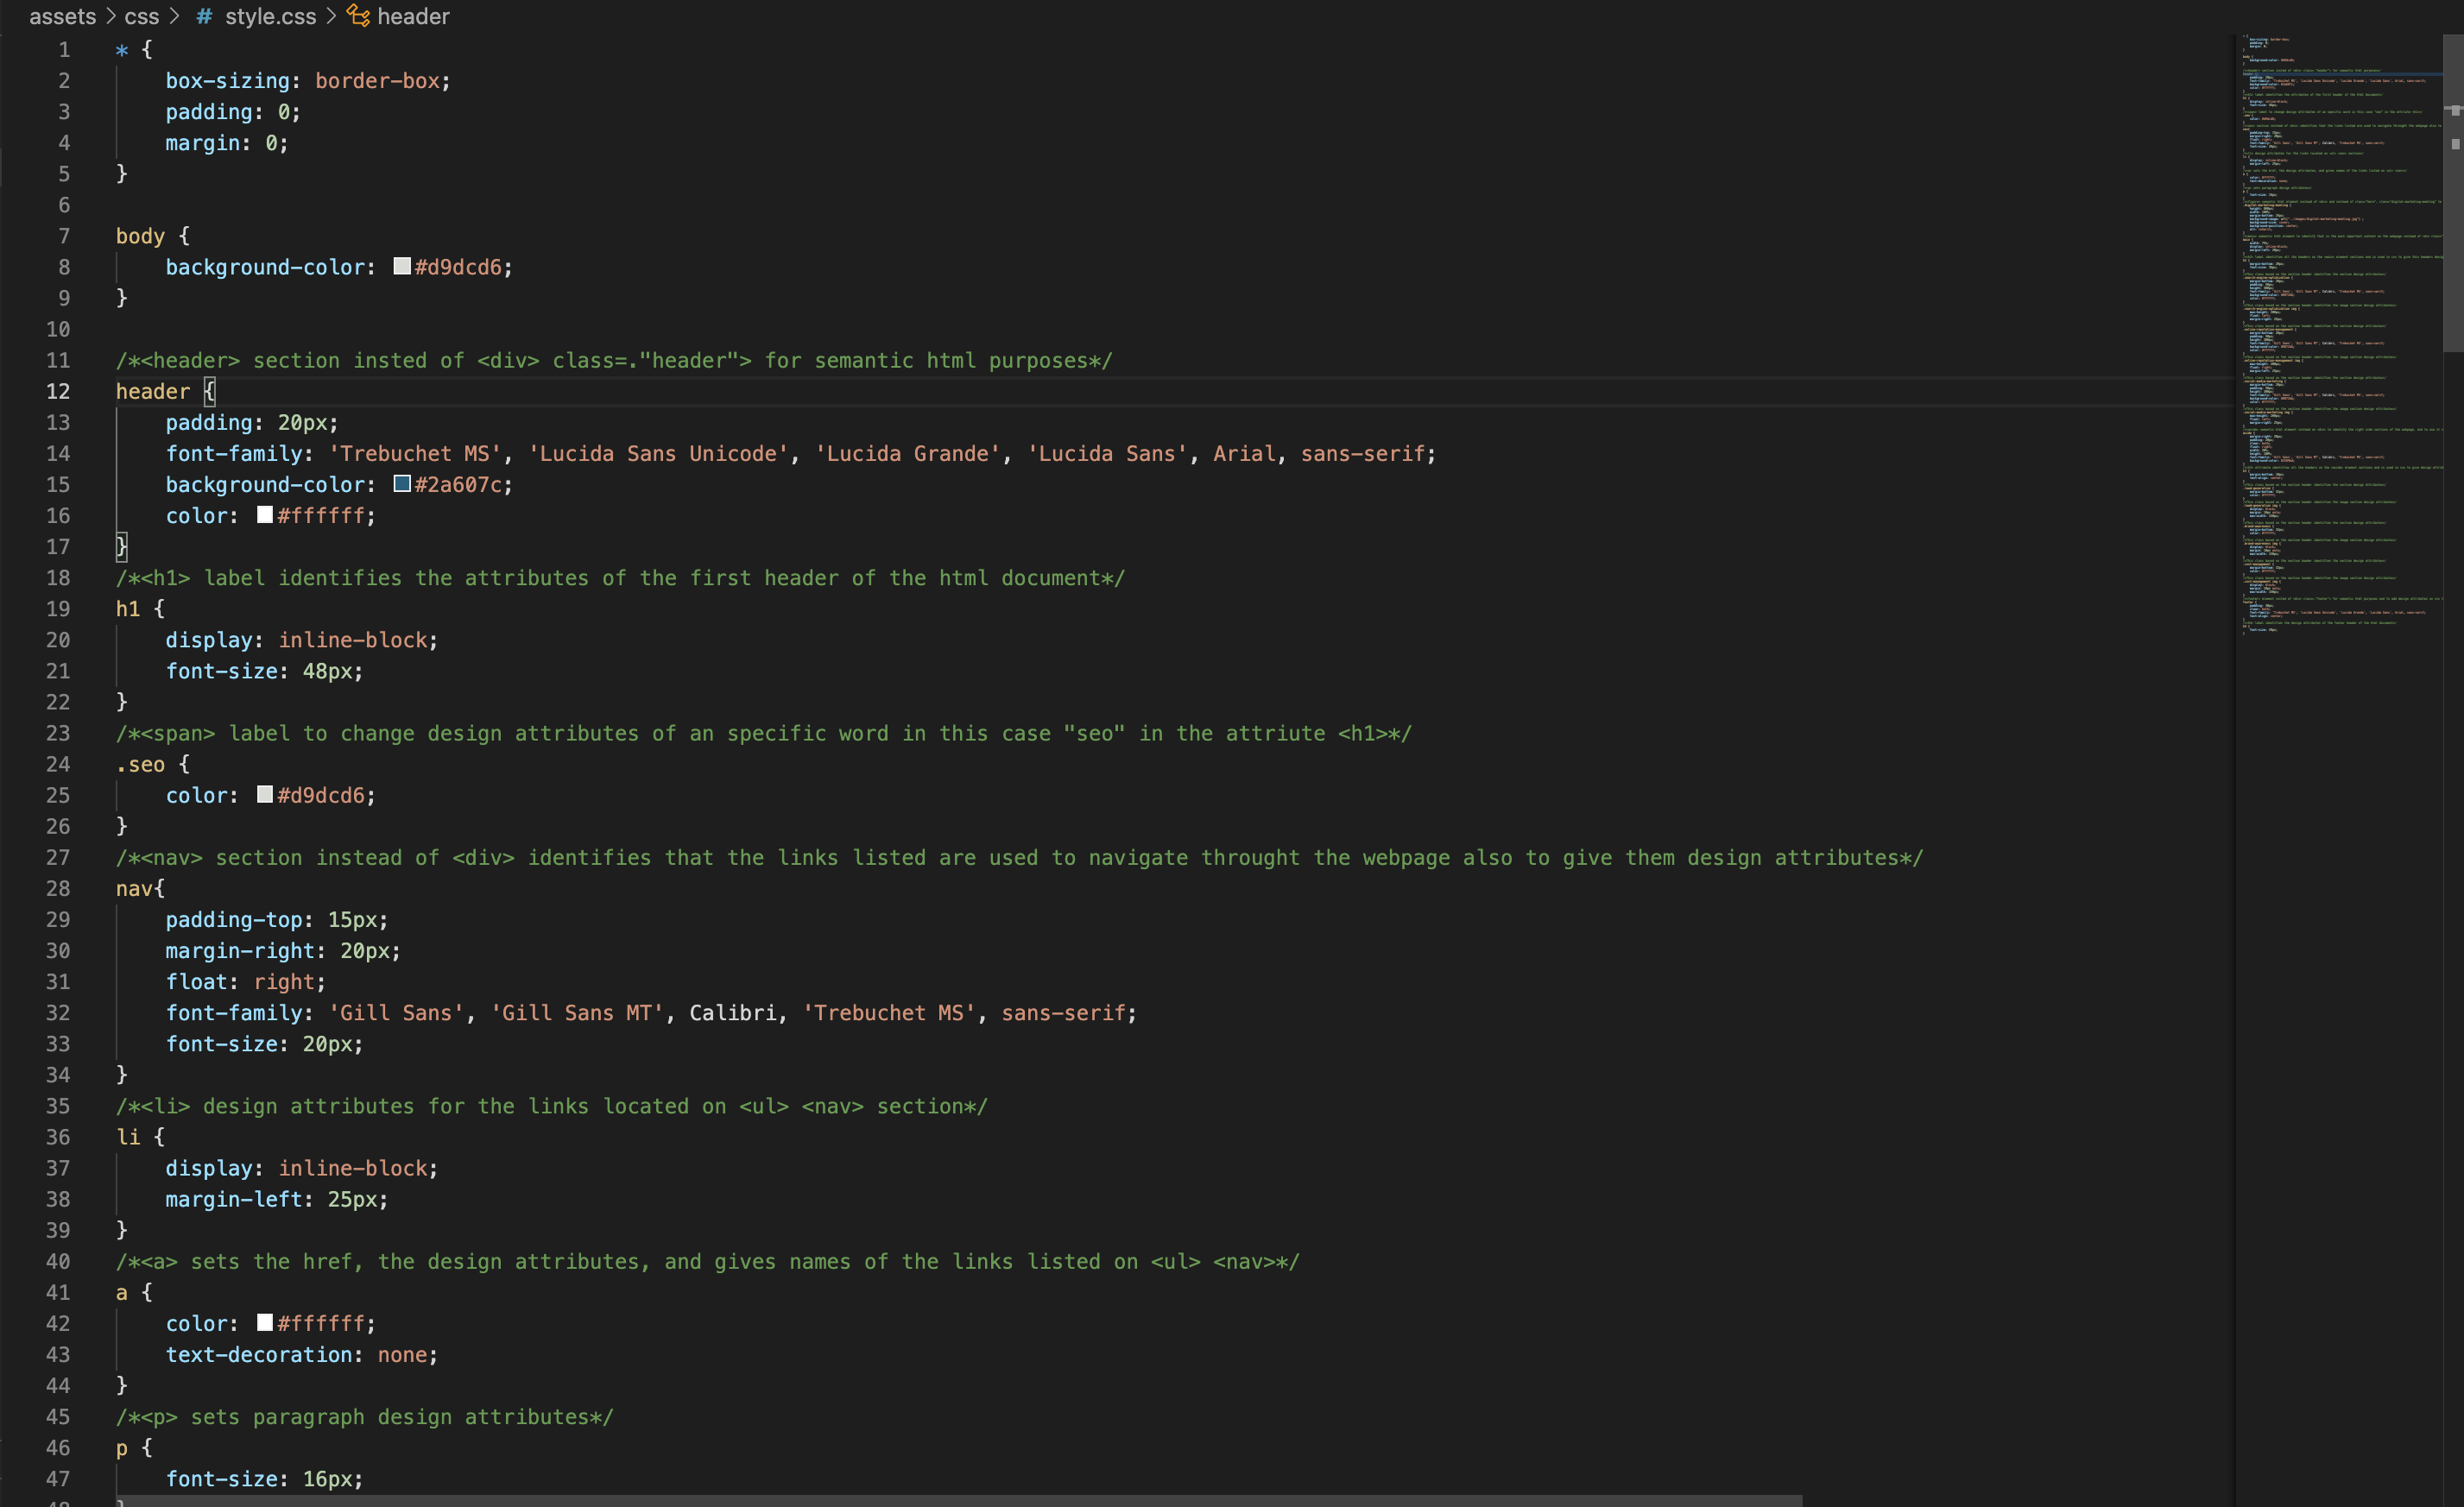 assets > css > # style.css > header
1 * {
2 box-sizing: border-box;
3 padding: 0;
4 margin: 0;
5 }
6
7 body {
8 background-color: #d9dcd6;
9 }
10
11 /*<header> section insted of <div> class=."header"> for semantic html purposes*/
12 header {
13 padding: 20px;
14 font-family: 'Trebuchet MS', 'Lucida Sans Unicode', 'Lucida Grande', 'Lucida Sans', Arial, sans-serif;
15 background-color: #2a607c;
16 color: #ffffff;
17 }
18 /*<h1> label identifies the attributes of the first header of the html document*/
19 h1 {
20 display: inline-block;
21 font-size: 48px;
22 }
23 /*<span> label to change design attributes of an specific word in this case "seo" in the attriute <h1>*/
24 .seo {
25 color: #d9dcd6;
26 }
27 /*<nav> section instead of <div> identifies that the links listed are used to navigate throught the webpage also to give them design attributes*/
28 nav{
29 padding-top: 15px;
30 margin-right: 20px;
31 float: right;
32 font-family: 'Gill Sans', 'Gill Sans MT', Calibri, 'Trebuchet MS', sans-serif;
33 font-size: 20px;
34 }
35 /*<li> design attributes for the links located on <ul> <nav> section*/
36 li {
37 display: inline-block;
38 margin-left: 25px;
39 }
40 /*<a> sets the href, the design attributes, and gives names of the links listed on <ul> <nav>*/
41 a {
42 color: #ffffff;
43 text-decoration: none;
44 }
45 /*<p> sets paragraph design attributes*/
46 p {
47 font-size: 16px;